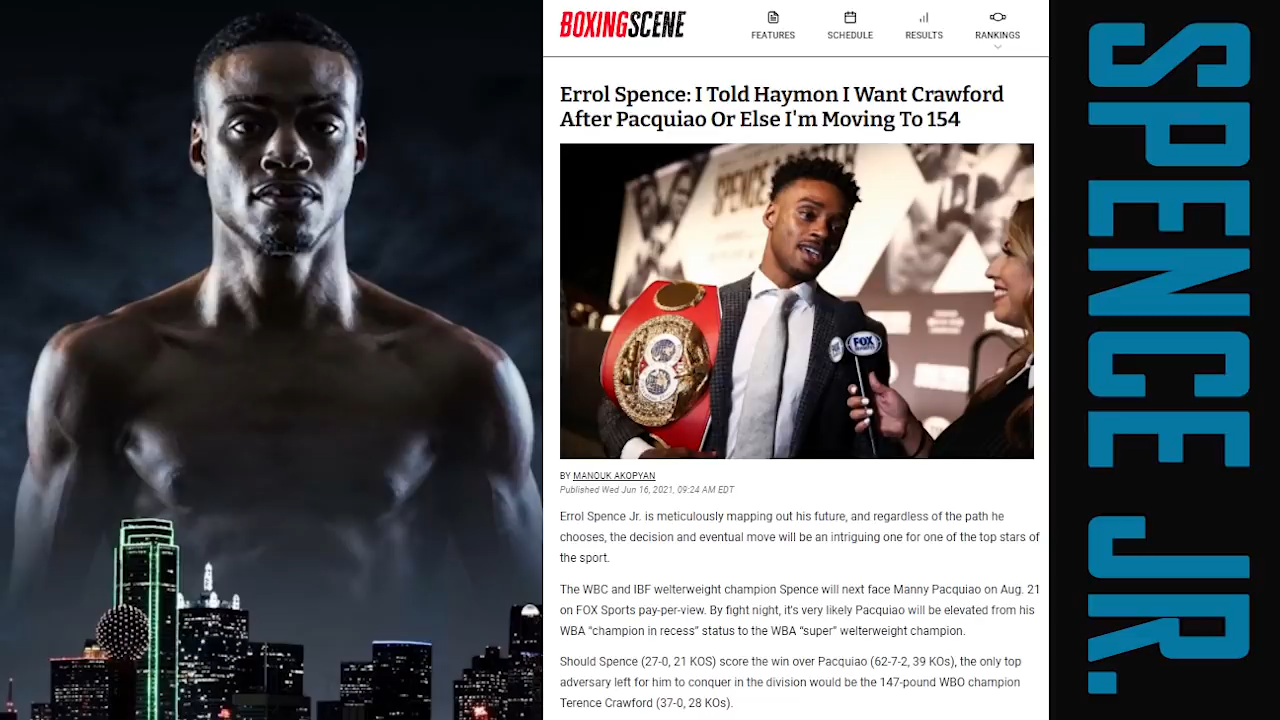 BOXINGSCENE
FEATURES
SCHEDULE
RESULTS
RANKINGS
Errol Spence: I Told Haymon I Want Crawford
After Pacquiao Or Else I'm Moving To 154
SPENCE
FOX
BY MANOUK AKOPYAN
Published Wed Jun 16, 2021, 09:24 AM EDT
Errol Spence Jr. is meticulously mapping out his future, and regardless of the path he
chooses, the decision and eventual move will be an intriguing one for one of the top stars of
the sport.
The WBC and IBF welterweight champion Spence will next face Manny Pacquiao on Aug. 21
on FOX Sports pay-per-view. By fight night, it's very likely Pacquiao will be elevated from his
WBA "champion in recess" status to the WBA “super” welterweight champion.
Should Spence (27-0, 21 KOS) score the win over Pacquiao (62-7-2, 39 KOs), the only top
adversary left for him to conquer in the division would be the 147-pound WBO champion
Terence Crawford (37-0, 28 KOs).
SPENCE JR.